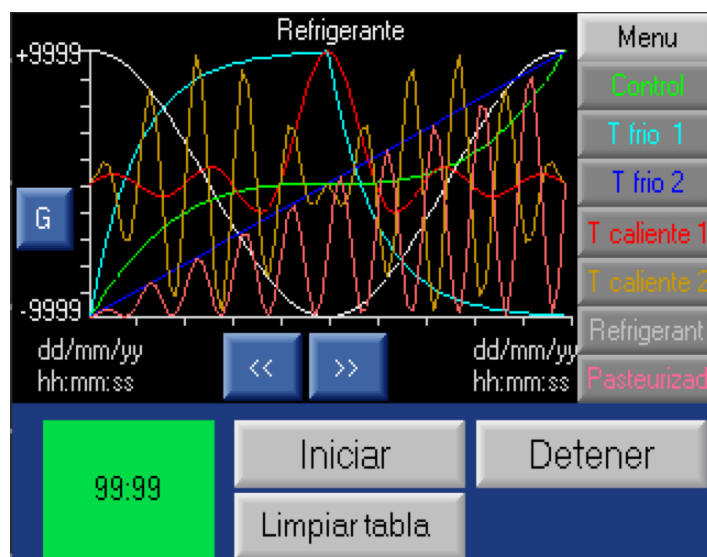 Refrigerante
Menu
+9999
Control
T frio 1
T frio 2
G
T caliente 1
T caliente 2
-9999
Refrigerant
dd/mm/yy
hh:mm:ss
<<
>>
dd/mm/yy
hh:mm:ss
Pasteurizad
99:99
Iniciar
Detener
Limpiar tabla